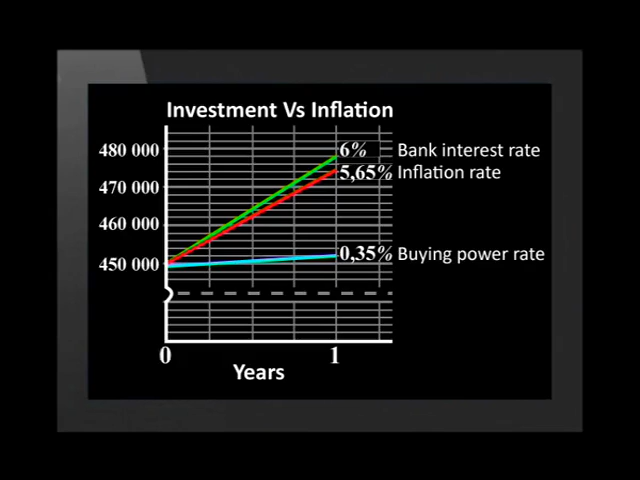 Investment Vs Inflation
480 000
6% Bank interest rate
5,65% Inflation rate
470 000
460 000
0,35% Buying power rate
450 000
0 1
Years